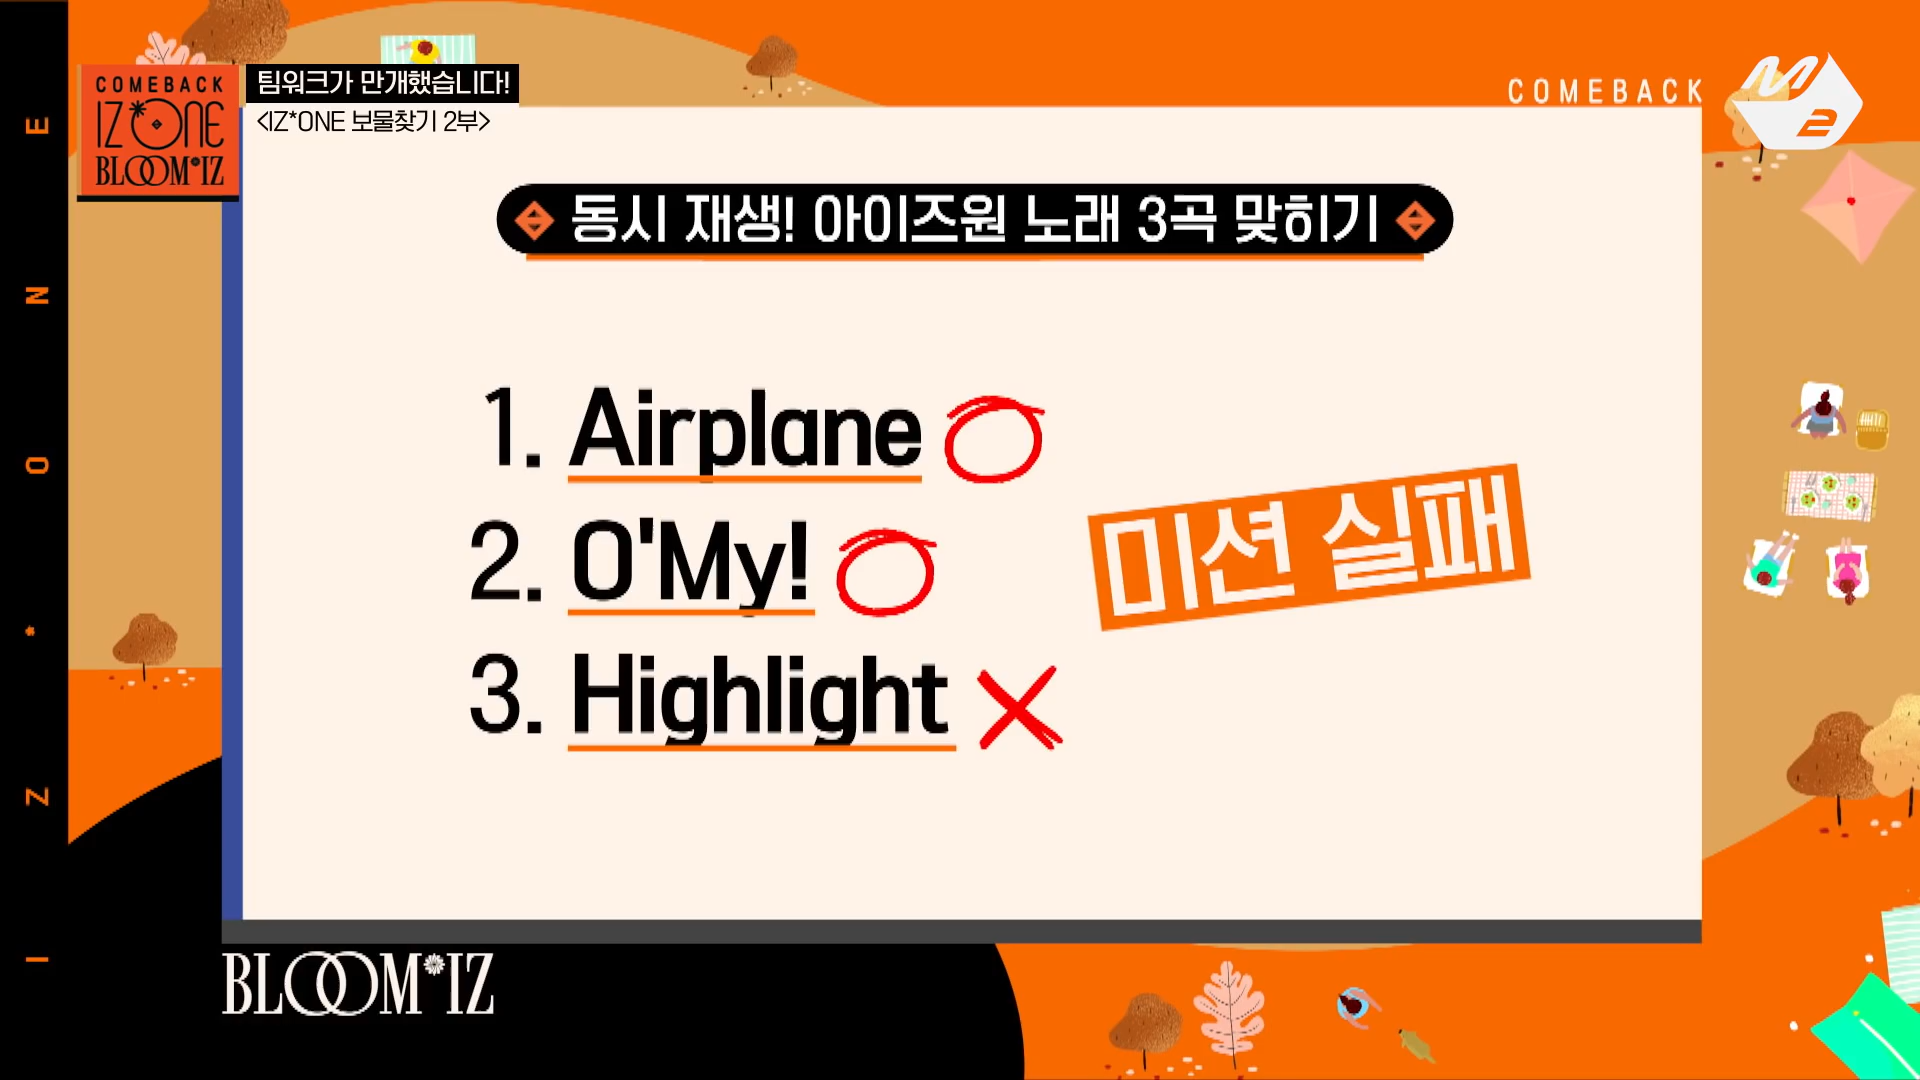 COMEBACK
IZ*ONE
BLOOM*IZ
팀워크가 만개했습니다!
<IZ*ONE 보물찾기 2부>
COMEBACK
M2
IZ*ONE
동시 재생! 아이즈원 노래 3곡 맞히기
1. Airplane
2. O'My!
3. Highlight
미션 실패
BLOOM*IZ